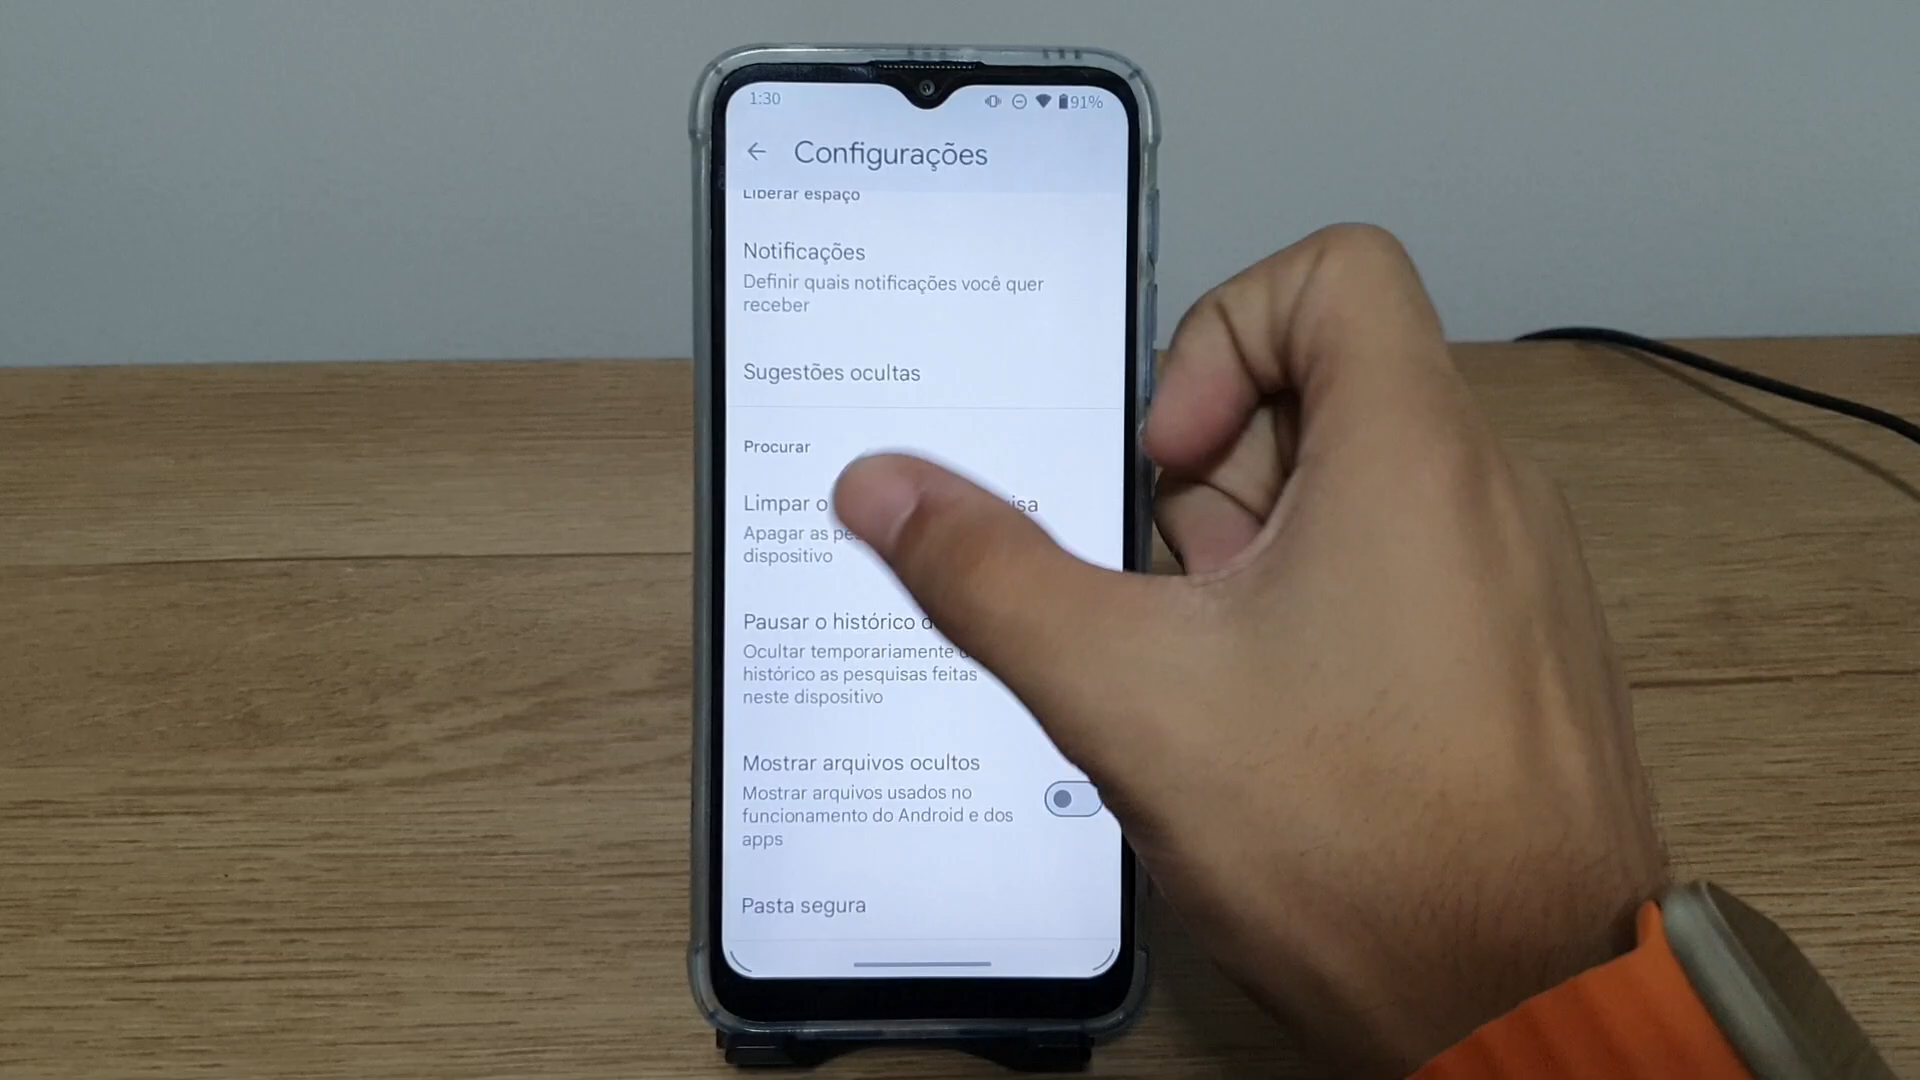 1:30
91%
Configurações
Liberar espaço
Notificações
Definir quais notificações você quer
receber
Sugestões ocultas
Procurar
Limpar o
Apagar as
dispositivo
Pausar o histórico
Ocultar temporariamente
histórico as pesquisas feitas
neste dispositivo
Mostrar arquivos ocultos
Mostrar arquivos usados no
funcionamento do Android e dos
apps
Pasta segura